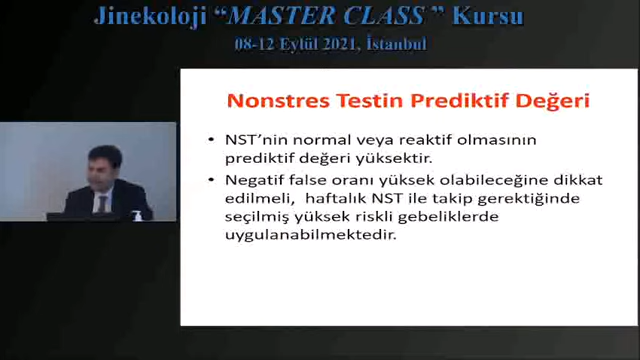 Jinekoloji “MASTER CLASS ” Kursu
08-12 Eylül 2021, İstanbul
Nonstres Testin Prediktif Değeri
• NST’nin normal veya reaktif olmasının
prediktif değeri yüksektir.
• Negatif false oranı yüksek olabileceğine dikkat
edilmeli, haftalık NST ile takip gerektiğinde
seçilmiş yüksek riskli gebeliklerde
uygulanabilmektedir.